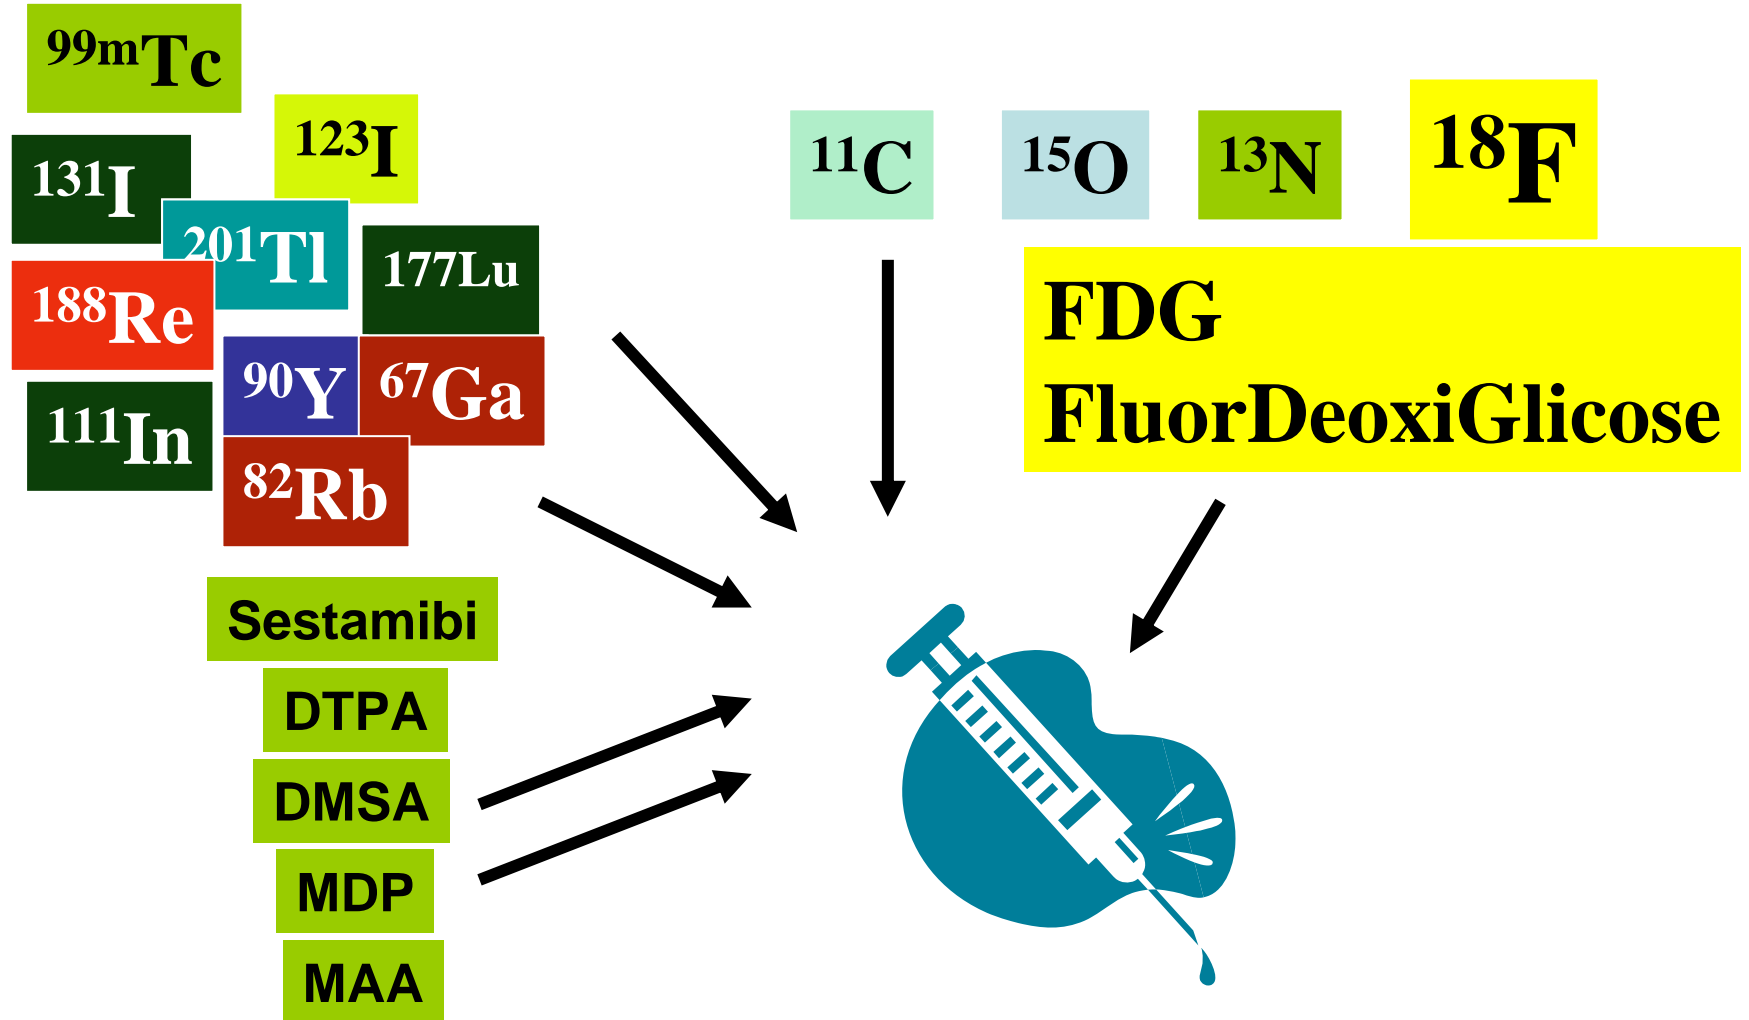 ⁹⁹ᵐTc
¹²³I
¹³¹I
²⁰¹Tl
¹⁷⁷ᴸᵘ
¹⁸⁸Re
⁹⁰Y
⁶⁷Ga
¹¹¹In
⁸²Rb
Sestamibi
DTPA
DMSA
MDP
MAA
¹¹C
¹⁵O
¹³N
¹⁸F
FDG
FluorDeoxiGlicose